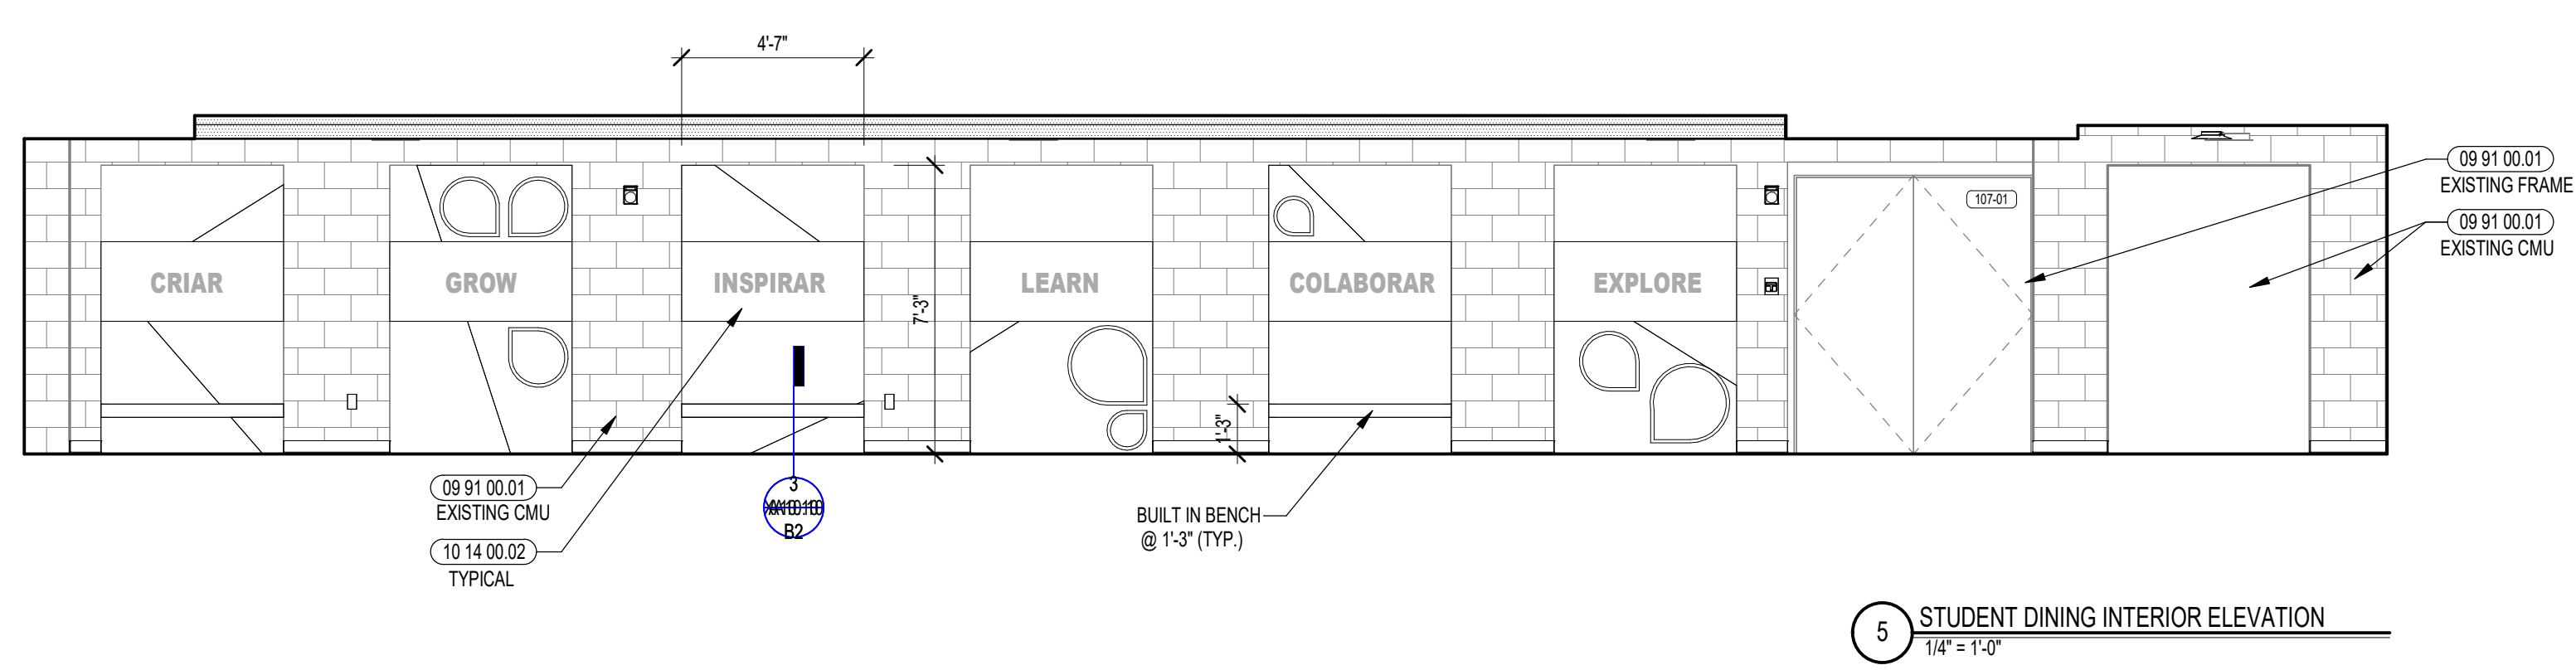 4'-7"
09 91 00.01
EXISTING FRAME
107-01
09 91 00.01
EXISTING CMU
CRIAR
GROW
INSPIRAR
LEARN
COLABORAR
EXPLORE
7'-3"
1'-3"
09 91 00.01
EXISTING CMU
3
B2
BUILT IN BENCH
@ 1'-3" (TYP.)
10 14 00.02
TYPICAL
5
STUDENT DINING INTERIOR ELEVATION
1/4" = 1'-0"